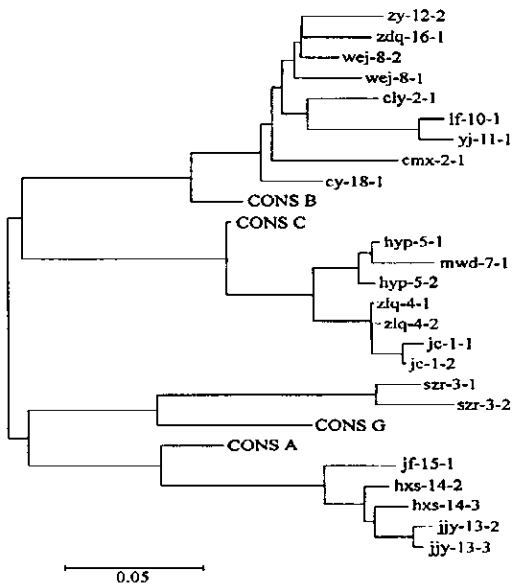 zy-12-2
zdq-16-1
wej-8-2
wej-8-1
cly-2-1
lf-10-1
yj-11-1
cmx-2-1
cy-18-1
CONS B
CONS C
hyp-5-1
mwd-7-1
hyp-5-2
zlq-4-1
zlq-4-2
jc-1-1
jc-1-2
szr-3-1
szr-3-2
CONS G
CONS A
jf-15-1
hxs-14-2
hxs-14-3
jjy-13-2
jjy-13-3
0.05